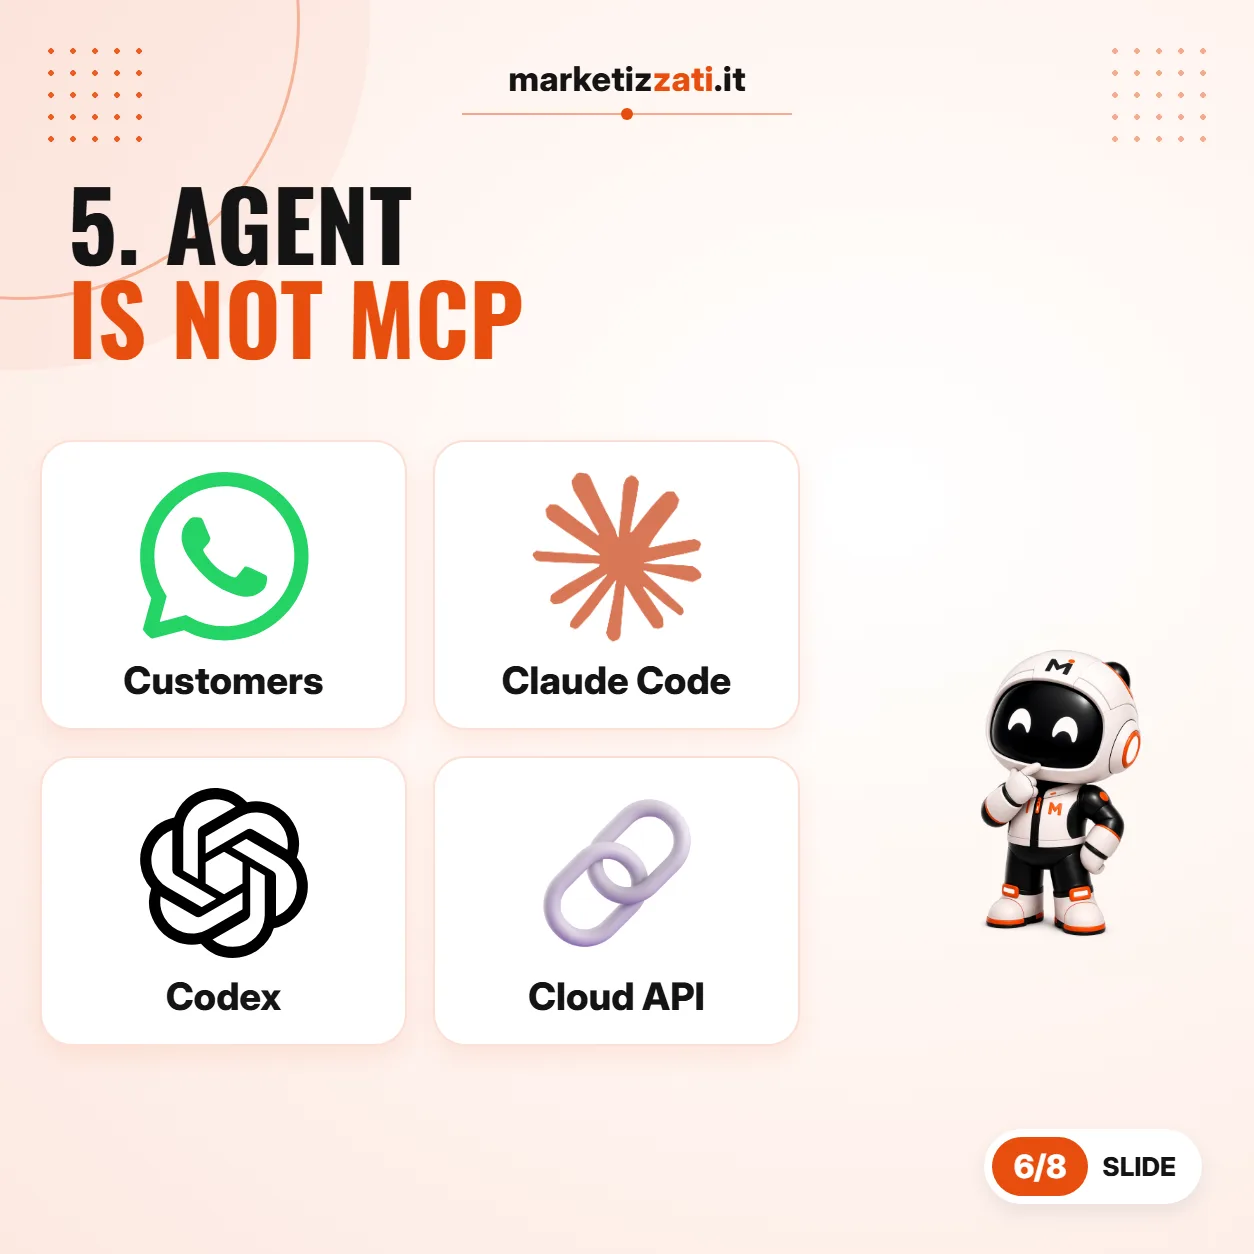 marketizzati.it
5. AGENT
IS NOT MCP
Customers
Claude Code
Codex
Cloud API
M
M
6/8 SLIDE